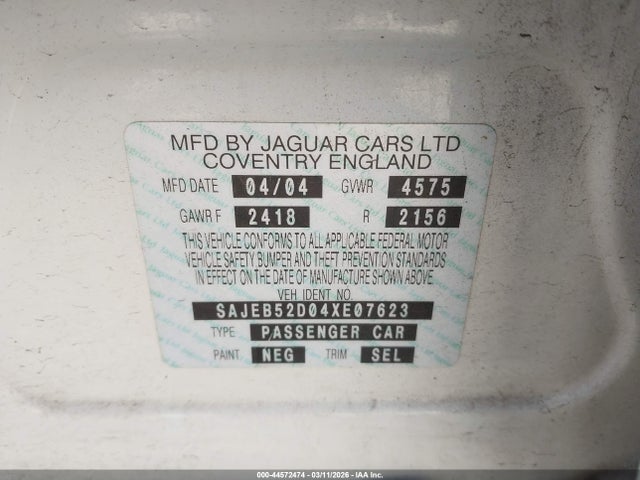 MFD BY JAGUAR CARS LTD
COVENTRY ENGLAND
MFD DATE 04/04 GVWR 4575
GAWR F 2418 R 2156
THIS VEHICLE CONFORMS TO ALL APPLICABLE FEDERAL MOTOR
VEHICLE SAFETY BUMPER AND THEFT PREVENTION STANDARDS
IN EFFECT ON THE DATE OF MANUFACTURE SHOWN ABOVE.
VEH IDENT NO.
SAJEB52D04XE07623
TYPE PASSENGER CAR
PAINT NEG TRIM SEL
000-44572474 | 03/11/2026 - IAA Inc.